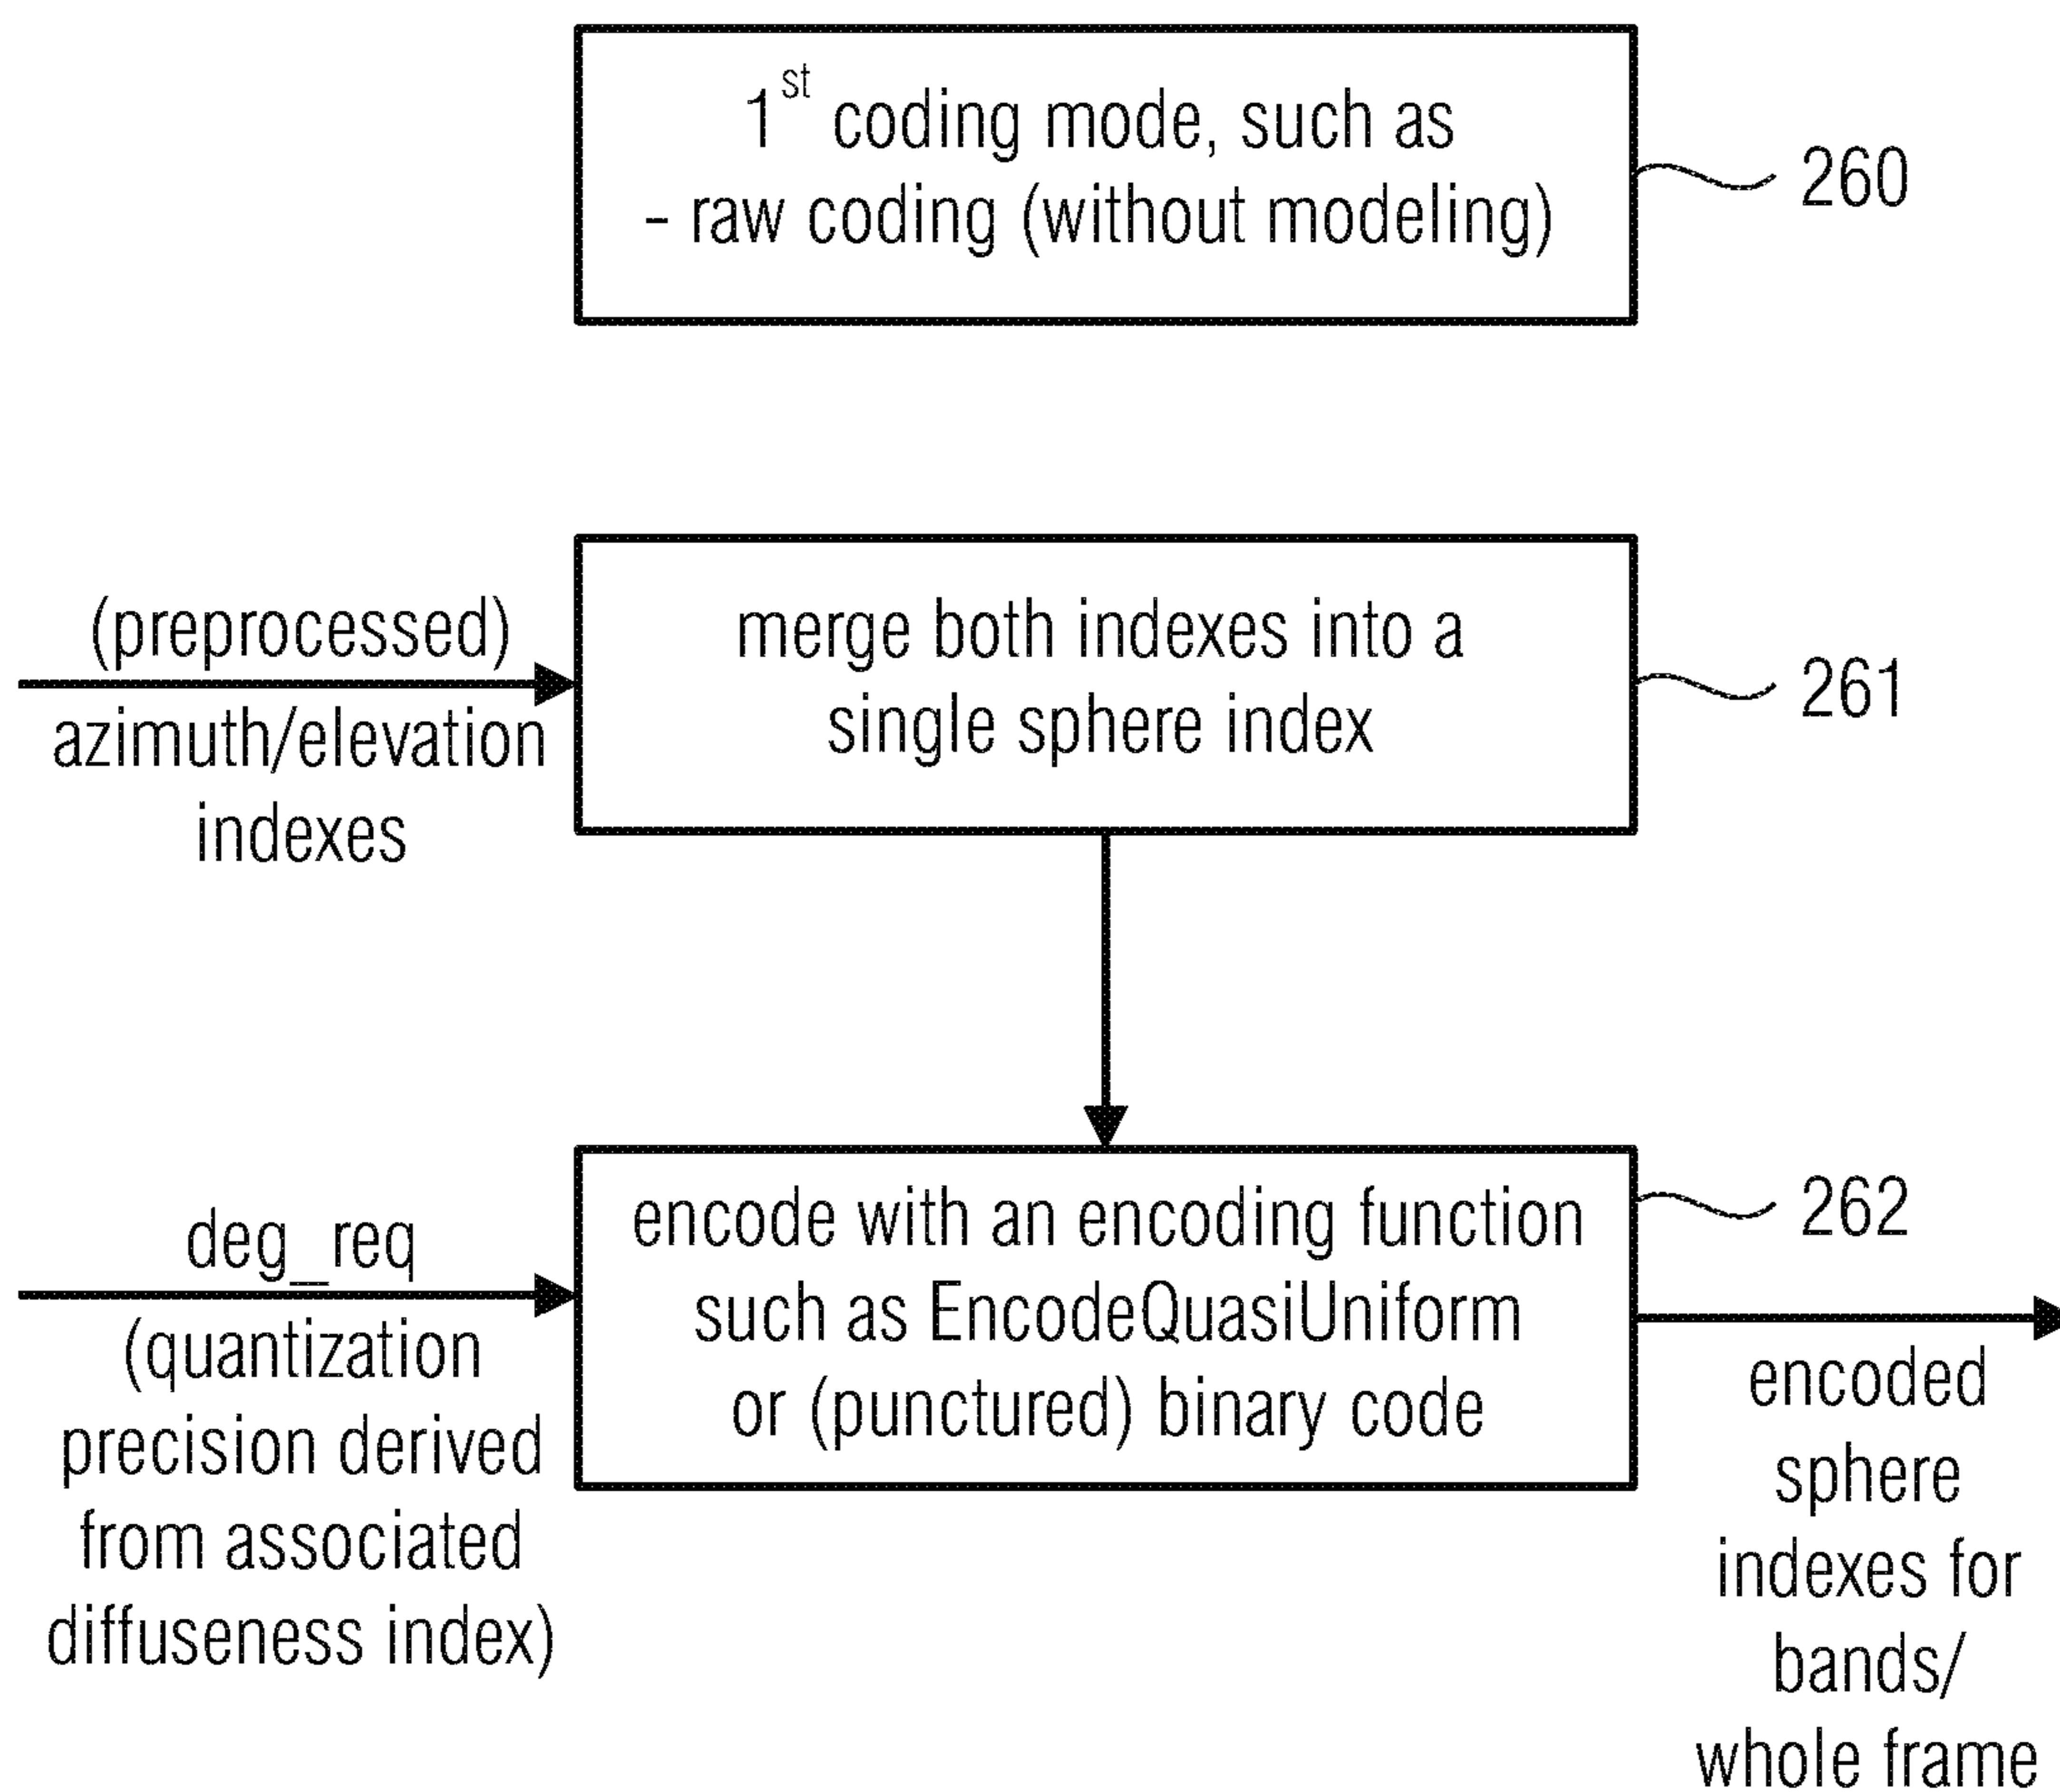 1st coding mode, such as
- raw coding (without modeling)
260
(preprocessed)
azimuth/elevation
indexes
merge both indexes into a
single sphere index
261
deg_req
(quantization
precision derived
from associated
diffuseness index)
encode with an encoding function
such as EncodeQuasiUniform
or (punctured) binary code
262
encoded
sphere
indexes for
bands/
whole frame